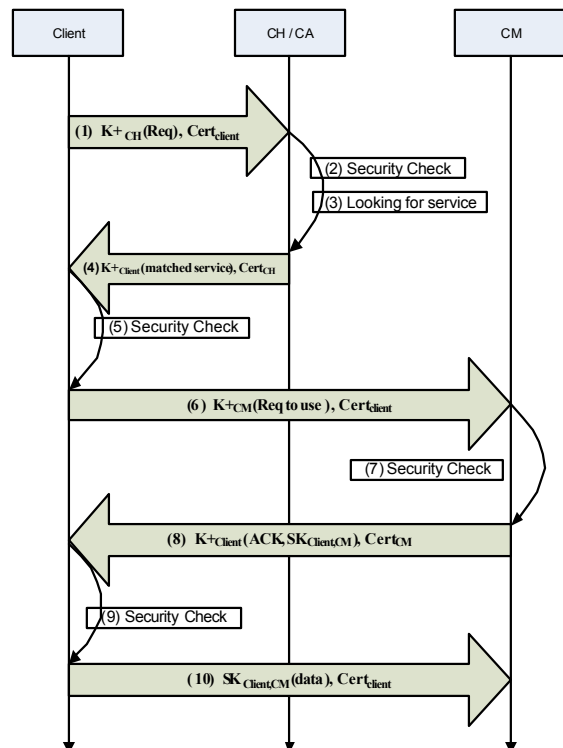 Client
CH / CA
CM
(1) K+CH(Req), Certclient
(2) Security Check
(3) Looking for service
(4) K+Client(matched service), CertCH
(5) Security Check
(6) K+CM(Req to use), Certclient
(7) Security Check
(8) K+Client(ACK, SKClient,CM), CertCM
(9) Security Check
(10) SKClient,CM(data), Certclient